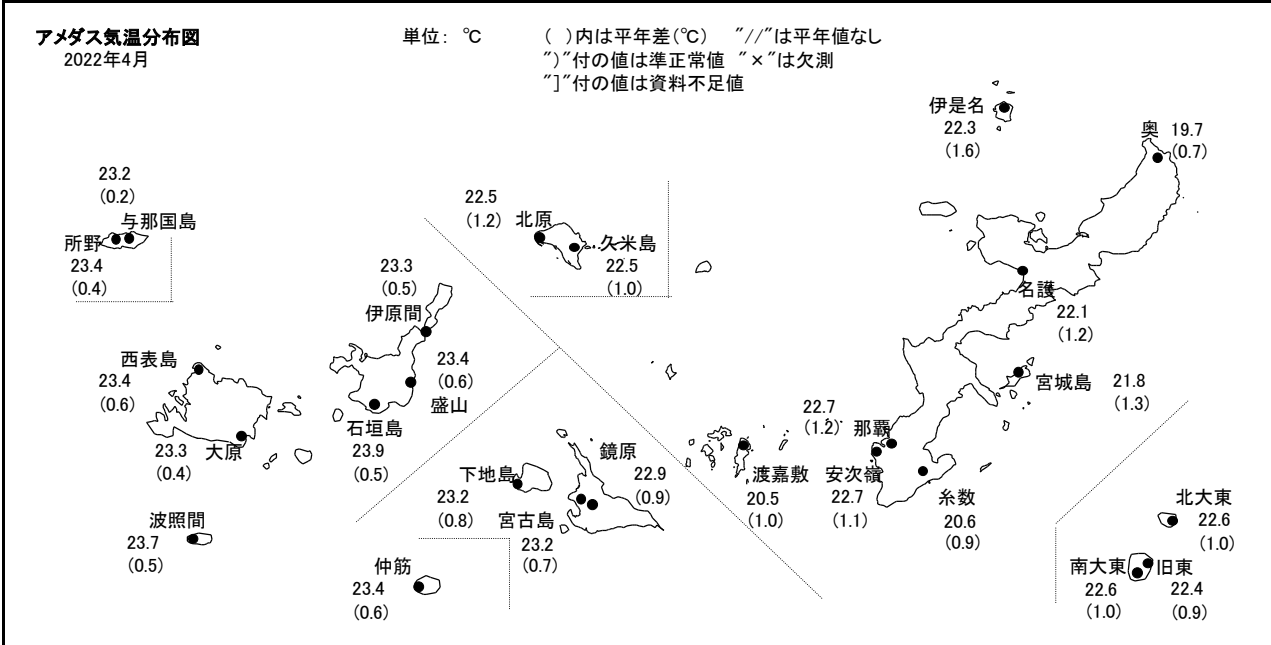 アメダス気温分布図
2022年4月
単位： ℃
( )内は平年差(℃) "//"は平年値なし
")"付の値は準正常値 "×"は欠測
"]"付の値は資料不足値
伊是名
22.3
(1.6)
奥 19.7
(0.7)
23.2
(0.2)
与那国島
所野
23.4
(0.4)
22.5
(1.2)
北原
久米島
22.5
(1.0)
23.3
(0.5)
伊原間
名護
22.1
(1.2)
西表島
23.4
(0.6)
23.4
(0.6)
盛山
宮城島
21.8
(1.3)
石垣島
23.9
(0.5)
23.3
(0.4)
大原
22.7
(1.2)
那覇
鏡原
22.9
(0.9)
下地島
23.2
(0.8)
宮古島
23.2
(0.7)
渡嘉敷
20.5
(1.0)
安次嶺
22.7
(1.1)
糸数
20.6
(0.9)
北大東
22.6
(1.0)
波照間
23.7
(0.5)
仲筋
23.4
(0.6)
南大東
22.6
(1.0)
旧東
22.4
(0.9)